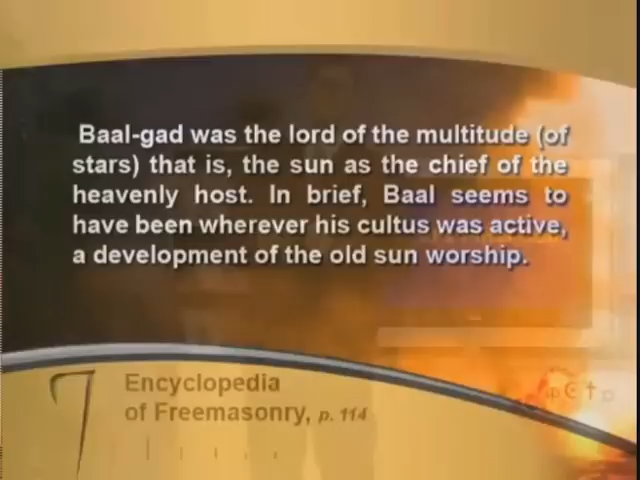 Baal-gad was the lord of the multitude (of
stars) that is, the sun as the chief of the
heavenly host. In brief, Baal seems to
have been wherever his cultus was active,
a development of the old sun worship.
Encyclopedia
of Freemasonry, p. 114